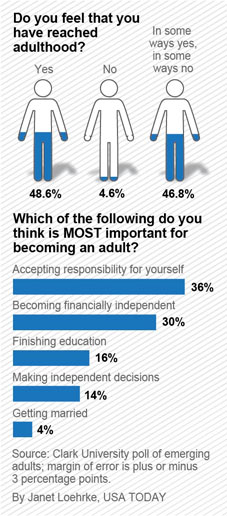 Do you feel that you
have reached
adulthood?
Yes
No
In some
ways yes,
in some
ways no
48.6%
4.6%
46.8%
Which of the following do you
think is MOST important for
becoming an adult?
Accepting responsibility for yourself
36%
Becoming financially independent
30%
Finishing education
16%
Making independent decisions
14%
Getting married
4%
Source: Clark University poll of emerging
adults; margin of error is plus or minus
3 percentage points.
By Janet Loehrke, USA TODAY